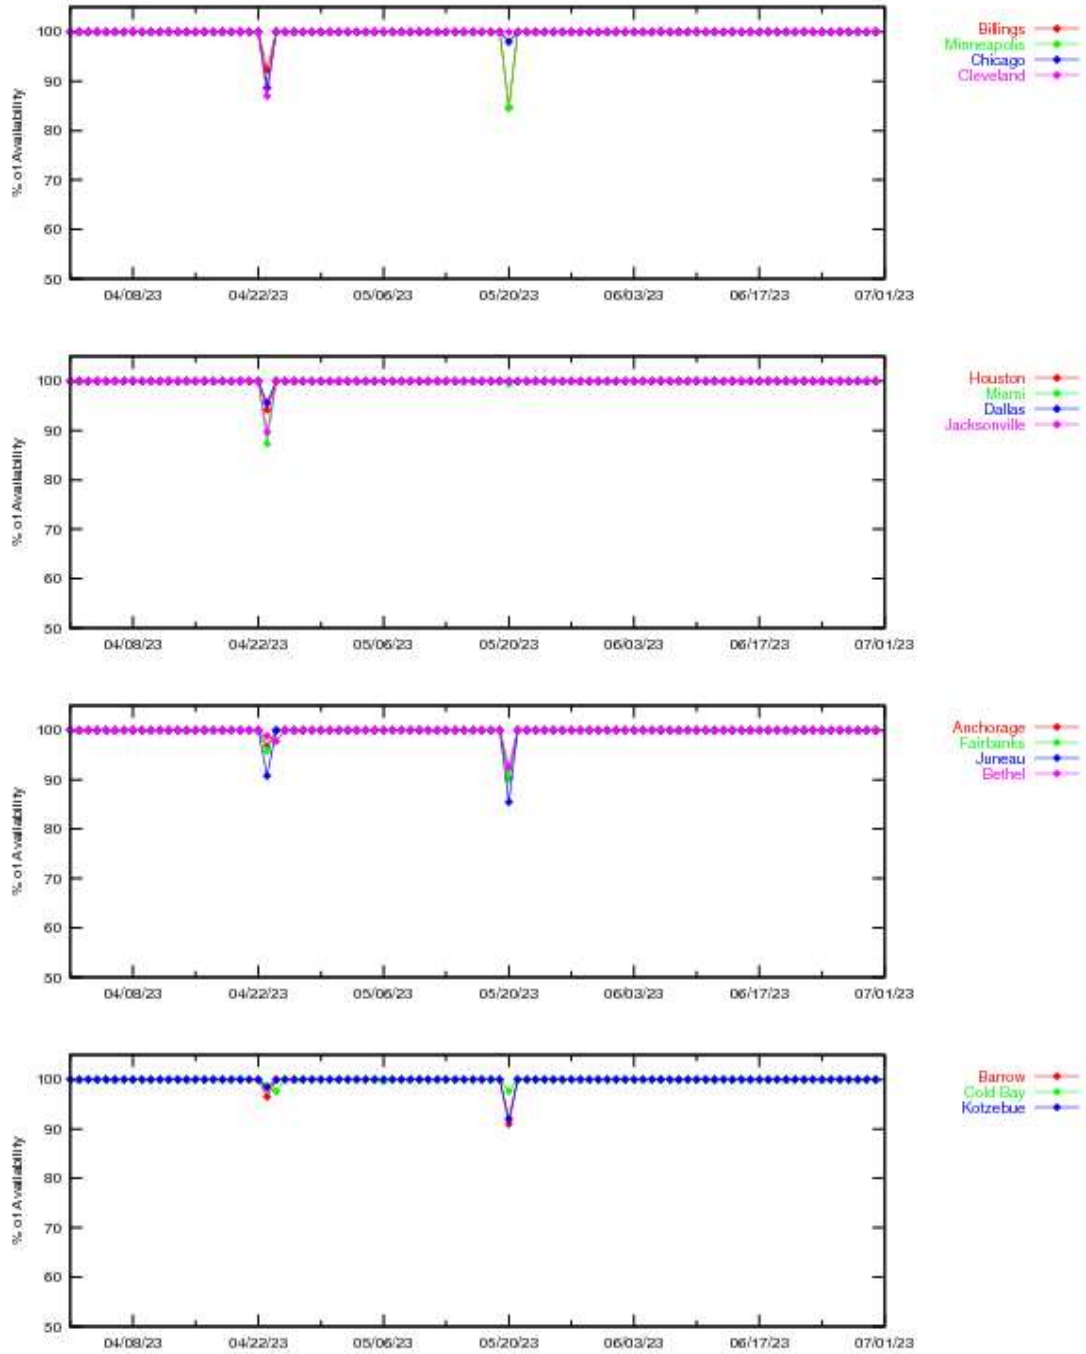 % of Availability
100
90
80
70
60
50
04/08/23 04/22/23 05/06/23 05/20/23 06/03/23 06/17/23 07/01/23
Billings
Minneapolis
Chicago
Cleveland
% of Availability
100
90
80
70
60
50
04/08/23 04/22/23 05/06/23 05/20/23 06/03/23 06/17/23 07/01/23
Houston
Miami
Dallas
Jacksonville
% of Availability
100
90
80
70
60
50
04/08/23 04/22/23 05/06/23 05/20/23 06/03/23 06/17/23 07/01/23
Anchorage
Fairbanks
Juneau
Bethel
% of Availability
100
90
80
70
60
50
04/08/23 04/22/23 05/06/23 05/20/23 06/03/23 06/17/23 07/01/23
Barrow
Cold Bay
Kotzebue